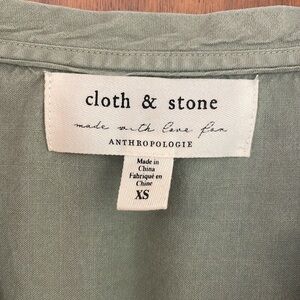 cloth & stone
made with love for
ANTHROPOLOGIE
Made in
China
Fabriqué en
Chine
XS